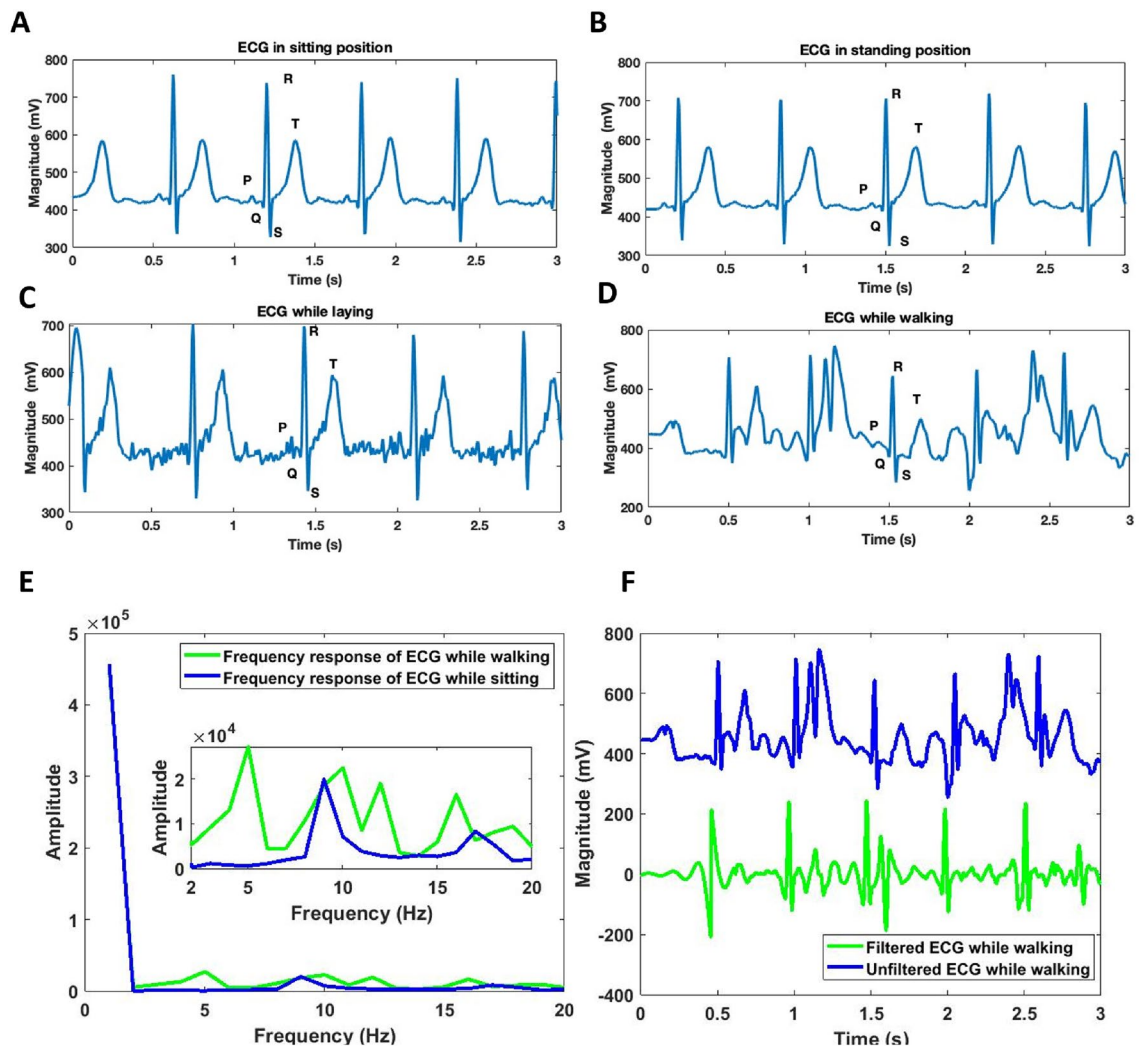 A
ECG in sitting position
800
700
600
500
400
300
Magnitude (mV)
R
T
P
Q
S
0 0.5 1 1.5 2 2.5 3
Time (s)
B
ECG in standing position
800
700
600
500
400
300
Magnitude (mV)
R
T
P
Q
S
0 0.5 1 1.5 2 2.5 3
Time (s)
C
ECG while laying
700
600
500
400
300
Magnitude (mV)
R
T
P
Q
S
0 0.5 1 1.5 2 2.5 3
Time (s)
D
ECG while walking
800
600
400
200
Magnitude (mV)
R
T
P
Q
S
0 0.5 1 1.5 2 2.5 3
Time (s)
E
×10⁵
5
4
3
2
1
0
Amplitude
Frequency response of ECG while walking
Frequency response of ECG while sitting
×10⁴
2
1
0
Amplitude
2 5 10 15 20
Frequency (Hz)
0 5 10 15 20
Frequency (Hz)
F
800
600
400
200
0
-200
-400
Magnitude (mV)
Filtered ECG while walking
Unfiltered ECG while walking
0 0.5 1 1.5 2 2.5 3
Time (s)